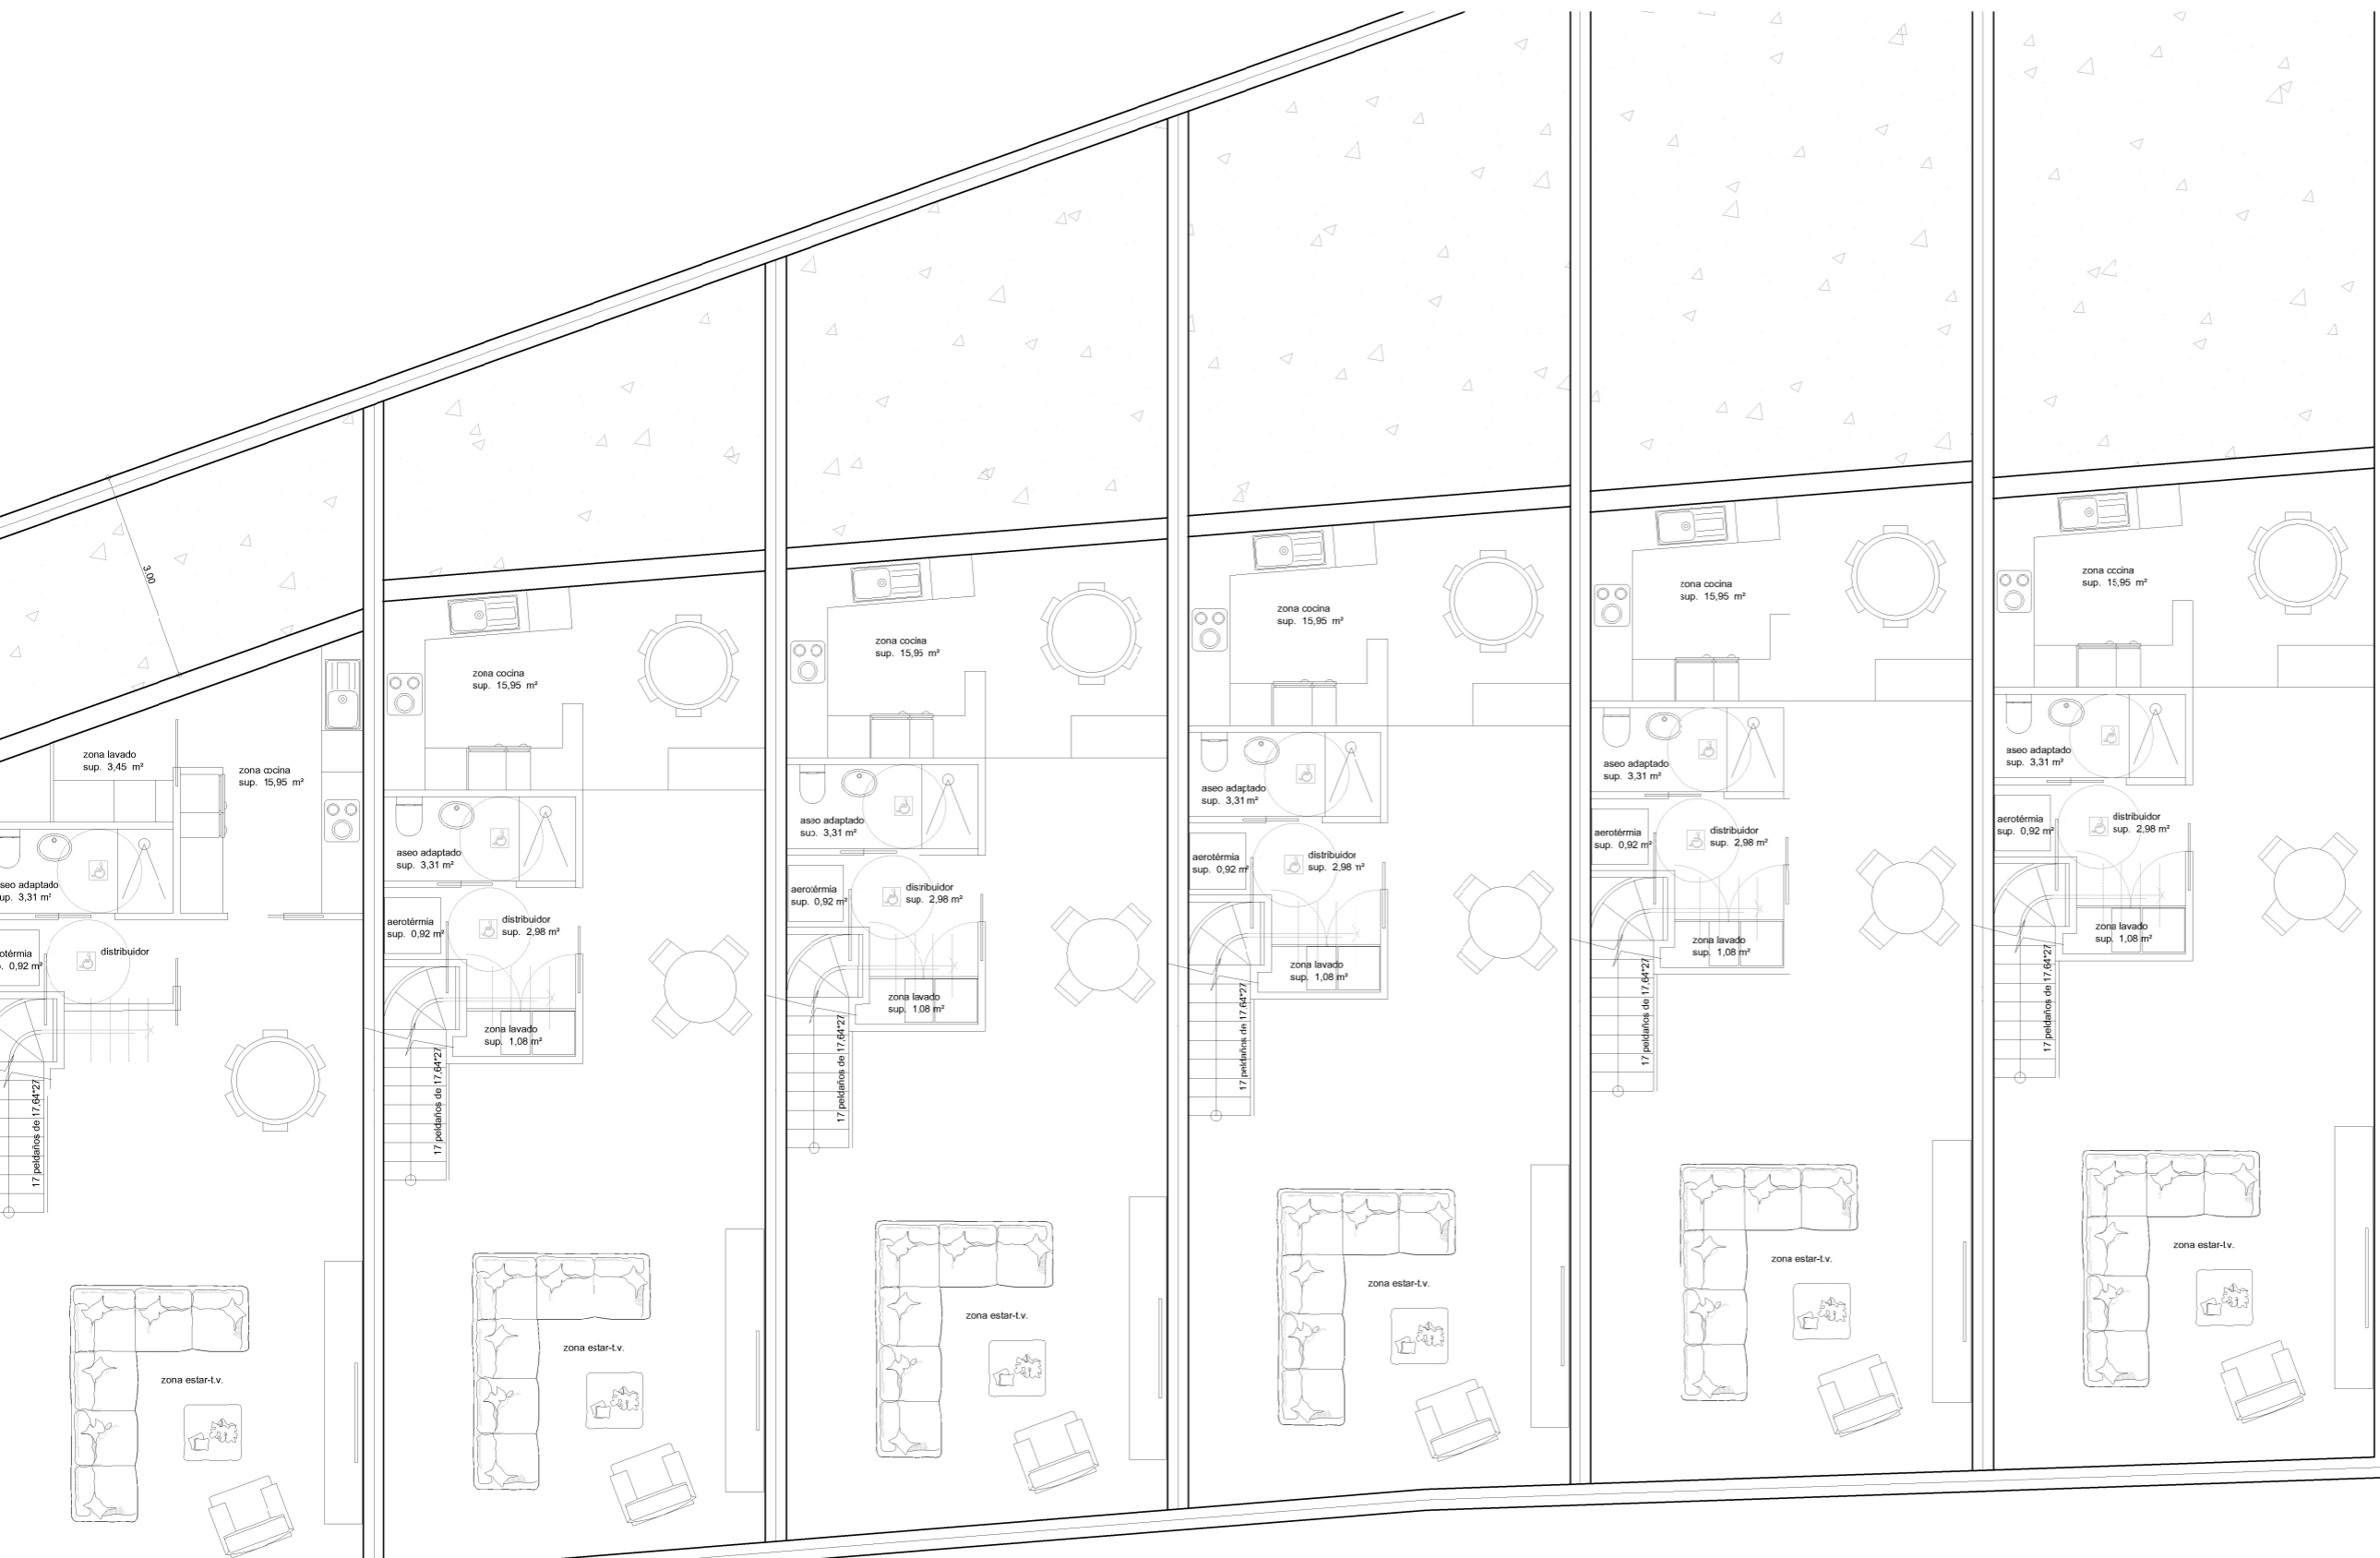 3.00
zona lavado
sup. 3,45 m²
zona cocina
sup. 15,95 m²
seo adaptado
up. 3,31 m²
otérmia
. 0,92 m²
distribuidor
17 peldaños de 17,64*27
zona estar-t.v.
zona cocina
sup. 15,95 m²
aseo adaptado
sup. 3,31 m²
aerotérmia
sup. 0,92 m²
distribuidor
sup. 2,98 m²
zona lavado
sup. 1,08 m²
17 peldaños de 17,64*27
zona estar-t.v.
zona cocina
sup. 15,95 m²
aseo adaptado
sup. 3,31 m²
aerotérmia
sup. 0,92 m²
distribuidor
sup. 2,98 m²
zona lavado
sup. 1,08 m²
17 peldaños de 17,64*27
zona estar-t.v.
zona cocina
sup. 15,95 m²
aseo adaptado
sup. 3,31 m²
aerotérmia
sup. 0,92 m²
distribuidor
sup. 2,98 m²
zona lavado
sup. 1,08 m²
17 peldaños de 17,64*27
zona estar-t.v.
zona cocina
sup. 15,95 m²
aseo adaptado
sup. 3,31 m²
aerotérmia
sup. 0,92 m²
distribuidor
sup. 2,98 m²
zona lavado
sup. 1,08 m²
17 peldaños de 17,64*27
zona estar-t.v.
zona cocina
sup. 15,95 m²
aseo adaptado
sup. 3,31 m²
aerotérmia
sup. 0,92 m²
distribuidor
sup. 2,98 m²
zona lavado
sup. 1,08 m²
17 peldaños de 17,64*27
zona estar-t.v.